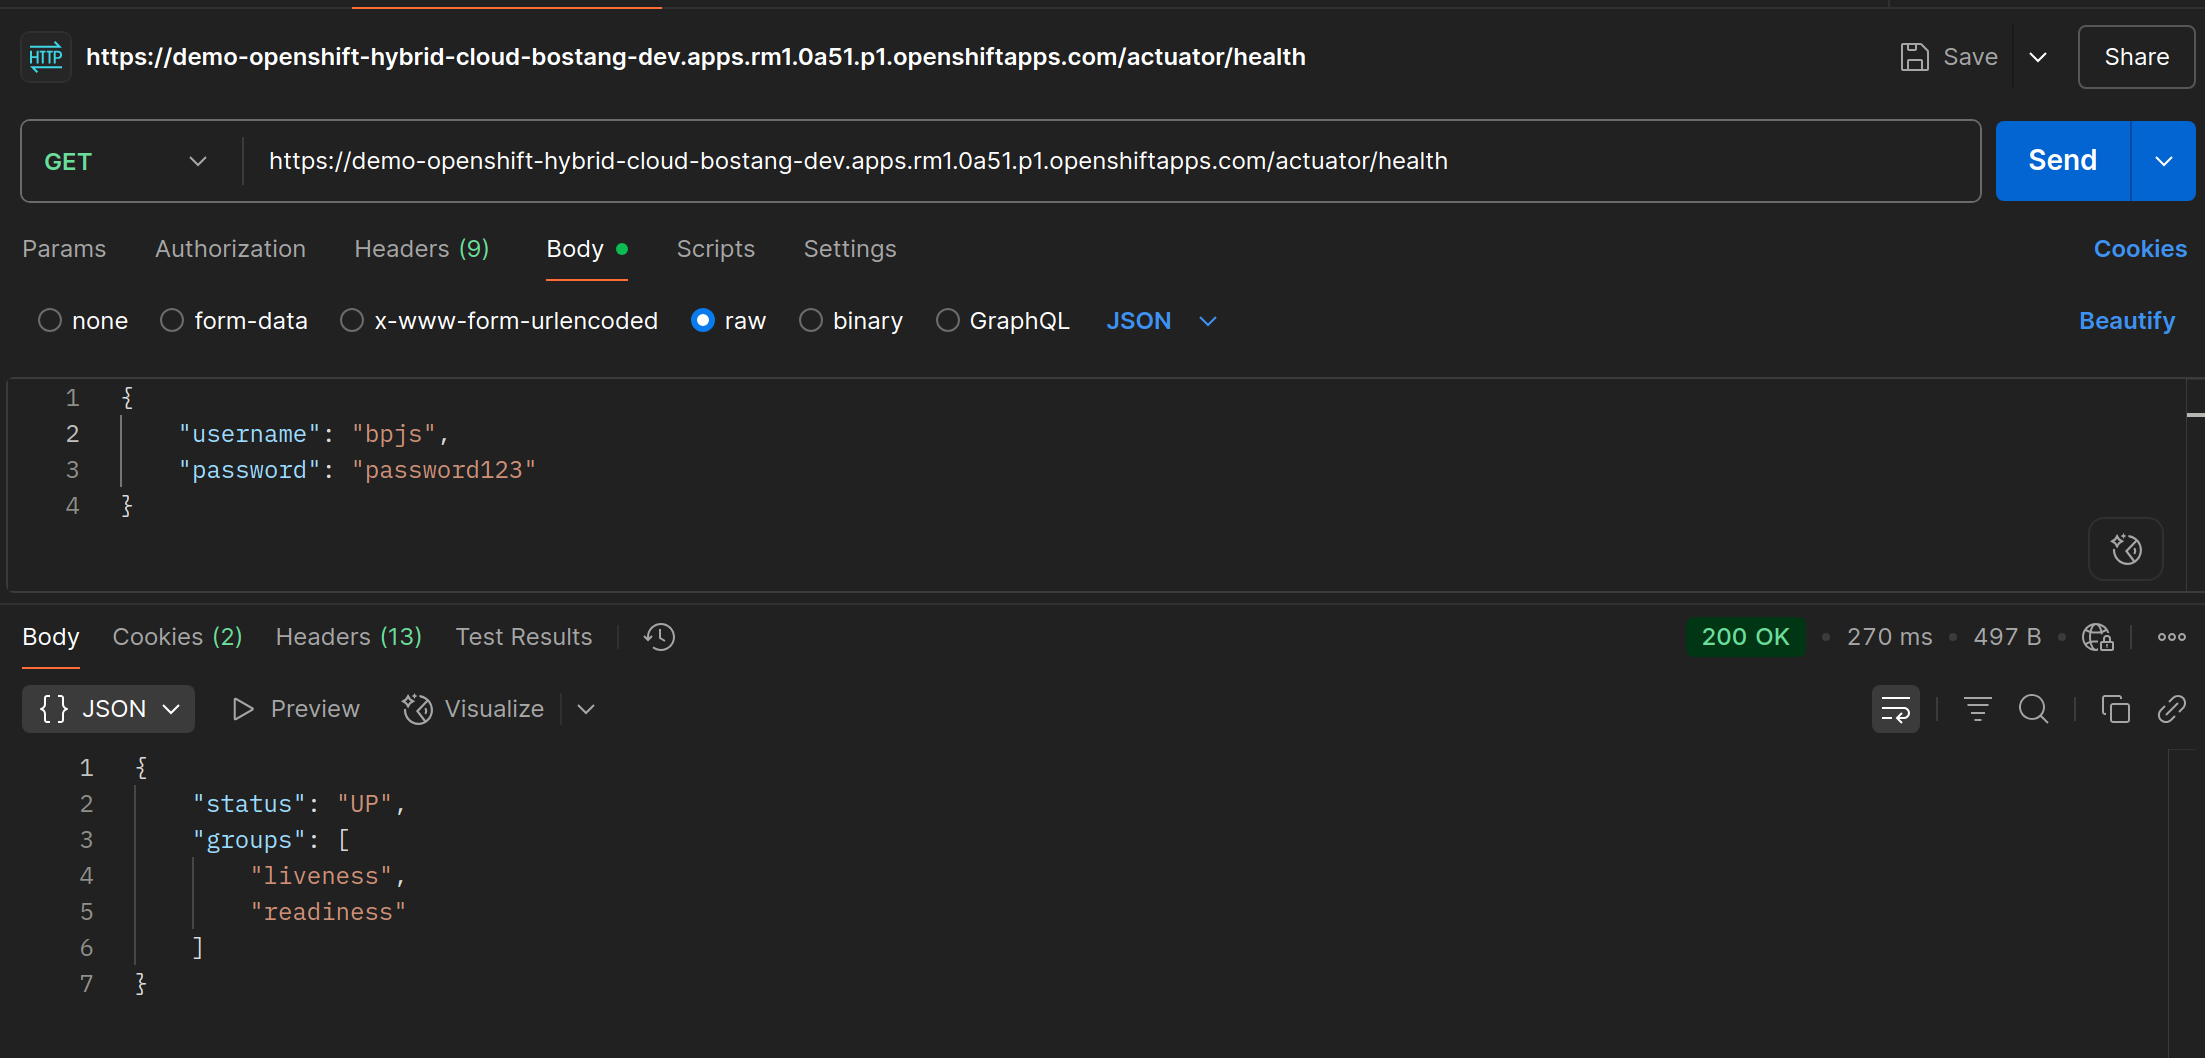 HTTP https://demo-openshift-hybrid-cloud-bostang-dev.apps.rm1.0a51.p1.openshiftapps.com/actuator/health Save Share
GET https://demo-openshift-hybrid-cloud-bostang-dev.apps.rm1.0a51.p1.openshiftapps.com/actuator/health Send
Params Authorization Headers (9) Body Scripts Settings Cookies
none form-data x-www-form-urlencoded raw binary GraphQL JSON Beautify
1 {
2 "username": "bpjs",
3 "password": "password123"
4 }
Body Cookies (2) Headers (13) Test Results 200 OK 270 ms 497 B
{} JSON Preview Visualize
1 {
2 "status": "UP",
3 "groups": [
4 "liveness",
5 "readiness"
6 ]
7 }